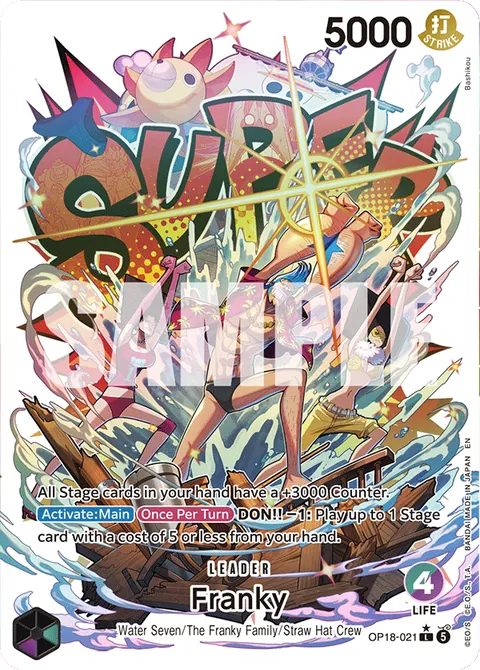 5000
打
STRIKE
Bashikou
SUPER
SAMPLE
All Stage cards in your hand have a +3000 Counter.
Activate:Main Once Per Turn DON!! −1: Play up to 1 Stage
card with a cost of 5 or less from your hand.
LEADER
Franky
4
LIFE
Water Seven/The Franky Family/Straw Hat Crew
OP18-021 L 5
©E.O/S ©E.O./S., T.A. BANDAI MADE IN JAPAN EN